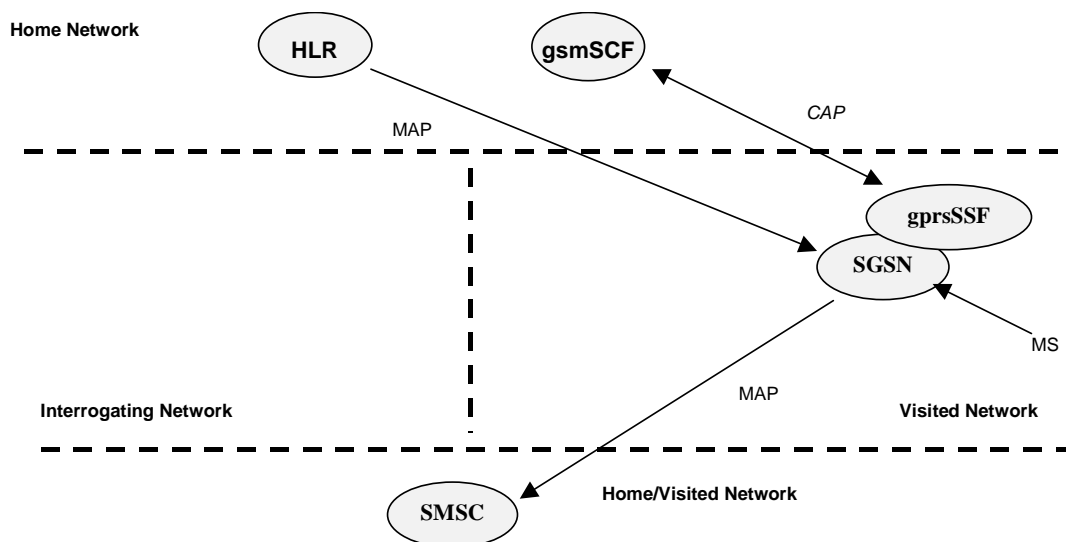 Home Network
HLR
gsmSCF
CAP
MAP
gprsSSF
SGSN
MS
MAP
Interrogating Network
Visited Network
Home/Visited Network
SMSC